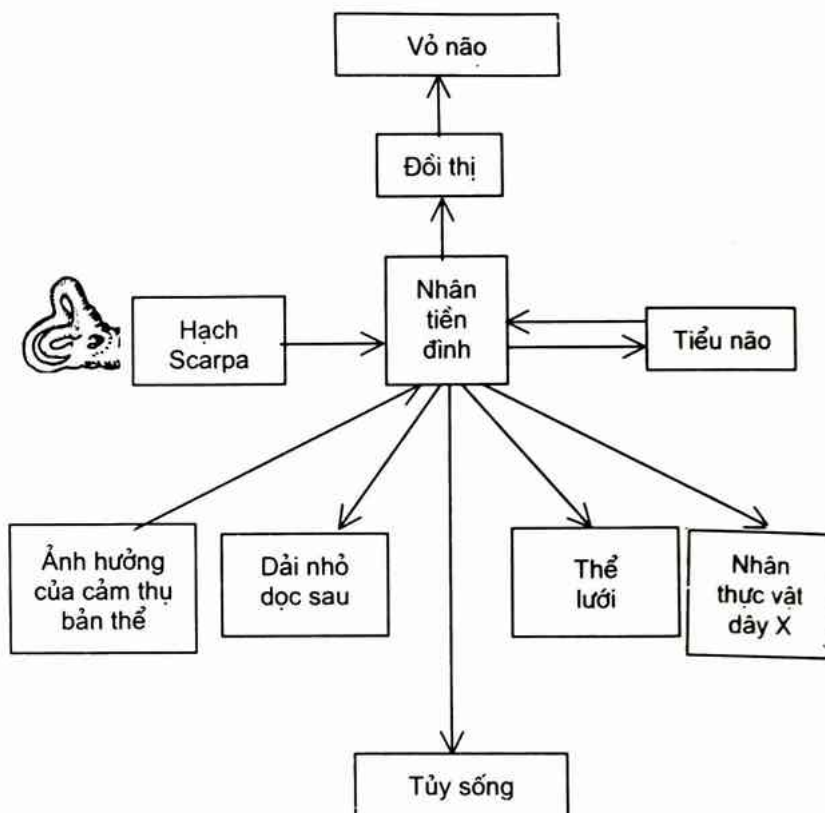 Vỏ não
Đồi thị
Nhân
tiền
đình
Hạch
Scarpa
Tiểu não
Ảnh hưởng
của cảm thụ
bản thể
Dải nhỏ
dọc sau
Thể
lưới
Nhân
thực vật
dây X
Tủy sống